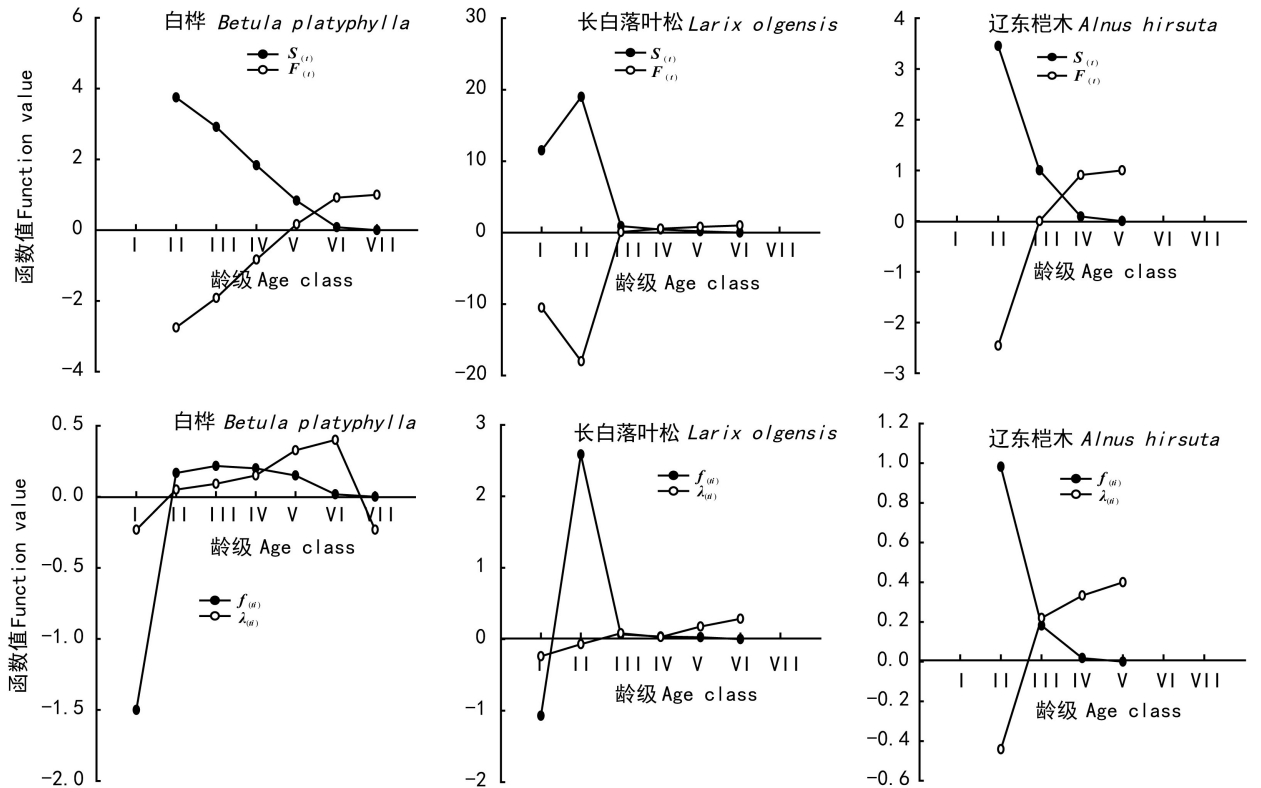 白桦 Betula platyphylla
S(t)
F(t)
6
4
2
0
−2
−4
函数值Function value
I II III IV V VI VII
龄级 Age class
长白落叶松 Larix olgensis
S(t)
F(t)
30
20
10
0
−10
−20
I II III IV V VI VII
龄级 Age class
辽东桤木 Alnus hirsuta
S(t)
F(t)
4
3
2
1
0
−1
−2
−3
I II III IV V VI VII
龄级 Age class
白桦 Betula platyphylla
0.5
0.0
−0.5
−1.0
−1.5
−2.0
函数值Function value
I II III IV V VI VII
龄级 Age class
f(ti)
λ(ti)
长白落叶松 Larix olgensis
f(ti)
λ(ti)
3
2
1
0
−1
−2
I II III IV V VI VII
龄级 Age class
辽东桤木 Alnus hirsuta
f(ti)
λ(ti)
1.2
1.0
0.8
0.6
0.4
0.2
0.0
−0.2
−0.4
−0.6
I II III IV V VI VII
龄级 Age class